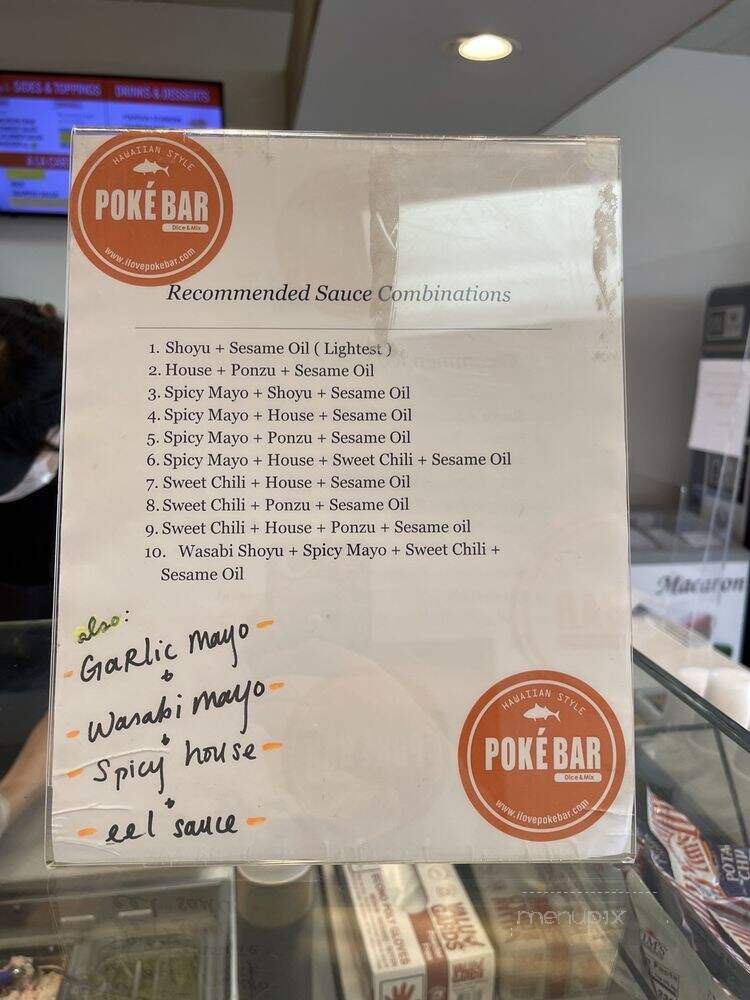 SIDES & TOPPINGS
DRINKS & DESSERTS
HAWAIIAN STYLE
POKÉ BAR
Dice & Mix
www.ilovepokebar.com
Recommended Sauce Combinations
1. Shoyu + Sesame Oil ( Lightest )
2. House + Ponzu + Sesame Oil
3. Spicy Mayo + Shoyu + Sesame Oil
4. Spicy Mayo + House + Sesame Oil
5. Spicy Mayo + Ponzu + Sesame Oil
6. Spicy Mayo + House + Sweet Chili + Sesame Oil
7. Sweet Chili + House + Sesame Oil
8. Sweet Chili + Ponzu + Sesame Oil
9. Sweet Chili + House + Ponzu + Sesame oil
10. Wasabi Shoyu + Spicy Mayo + Sweet Chili +
Sesame Oil
Macaron
also:
- Garlic mayo -
- Wasabi mayo -
- Spicy house -
- eel sauce -
HAWAIIAN STYLE
POKÉ BAR
Dice & Mix
www.ilovepokebar.com
GLOVES
VALUE
CARDS
menupix